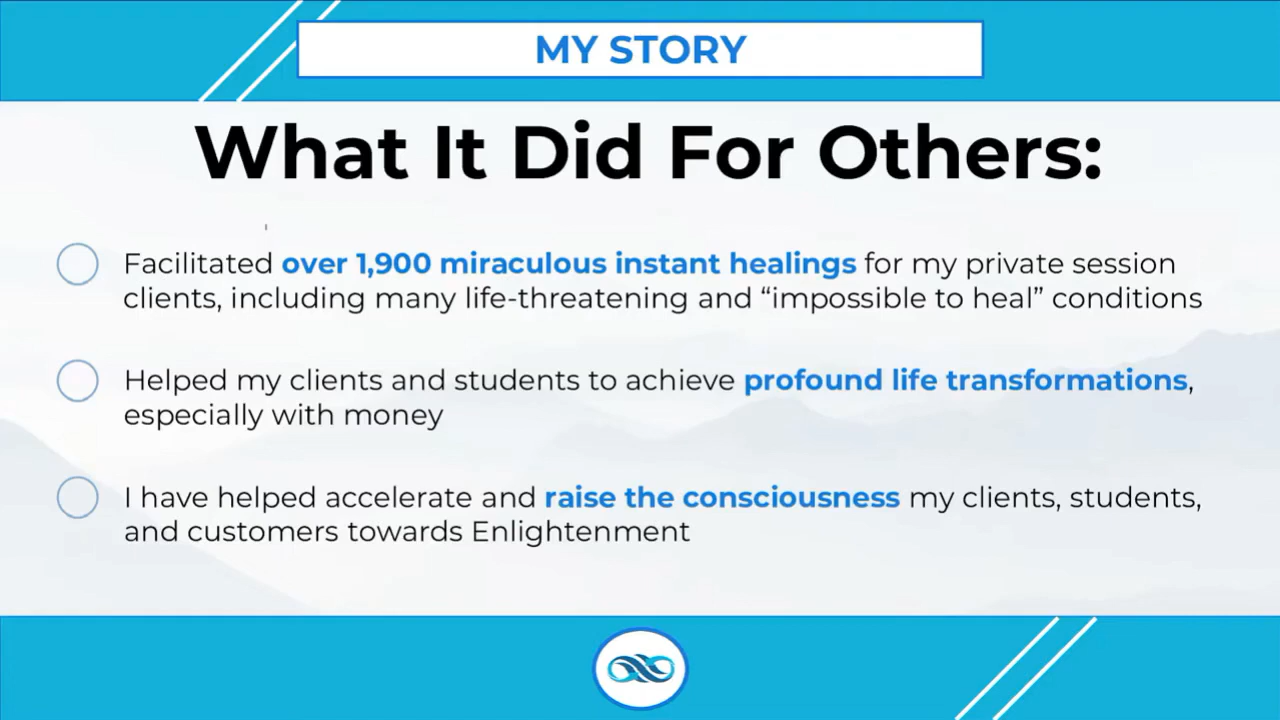 MY STORY
What It Did For Others:
Facilitated over 1,900 miraculous instant healings for my private session
clients, including many life-threatening and “impossible to heal” conditions
Helped my clients and students to achieve profound life transformations,
especially with money
I have helped accelerate and raise the consciousness my clients, students,
and customers towards Enlightenment